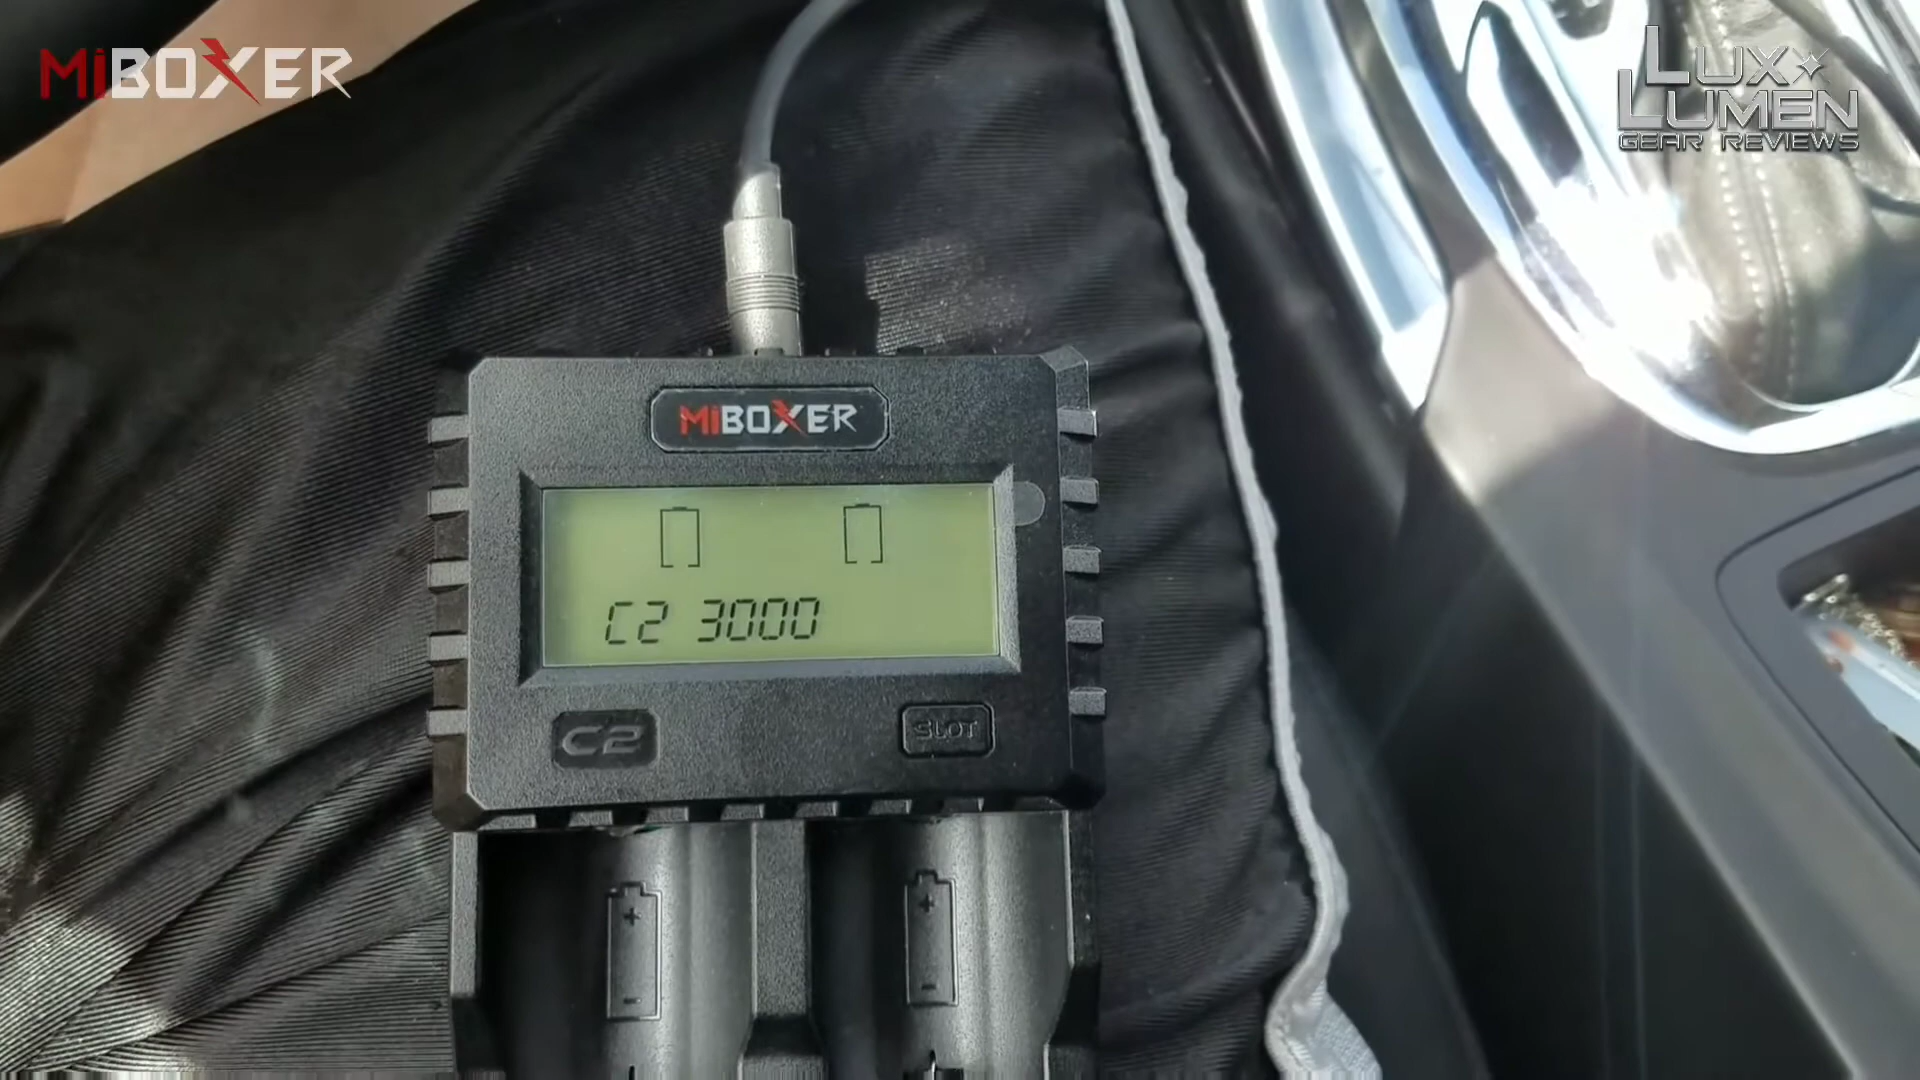 MiBOXER
LUX
LUMEN
GEAR REVIEWS
MiBOXER
C2 3000
C2
SLOT
+
-
+
-